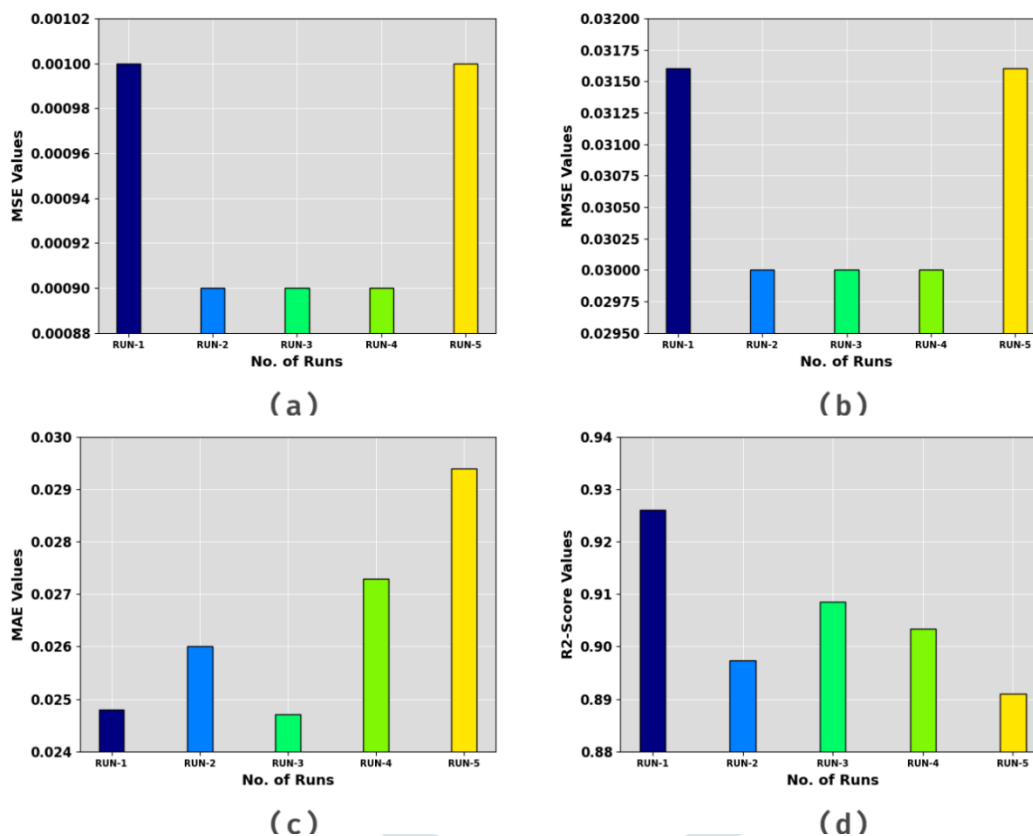 0.00102
0.00100
0.00098
0.00096
0.00094
0.00092
0.00090
0.00088
MSE Values
RUN-1 RUN-2 RUN-3 RUN-4 RUN-5
No. of Runs
(a)
0.03200
0.03175
0.03150
0.03125
0.03100
0.03075
0.03050
0.03025
0.03000
0.02975
0.02950
RMSE Values
RUN-1 RUN-2 RUN-3 RUN-4 RUN-5
No. of Runs
(b)
0.030
0.029
0.028
0.027
0.026
0.025
0.024
MAE Values
RUN-1 RUN-2 RUN-3 RUN-4 RUN-5
No. of Runs
(c)
0.94
0.93
0.92
0.91
0.90
0.89
0.88
R2-Score Values
RUN-1 RUN-2 RUN-3 RUN-4 RUN-5
No. of Runs
(d)